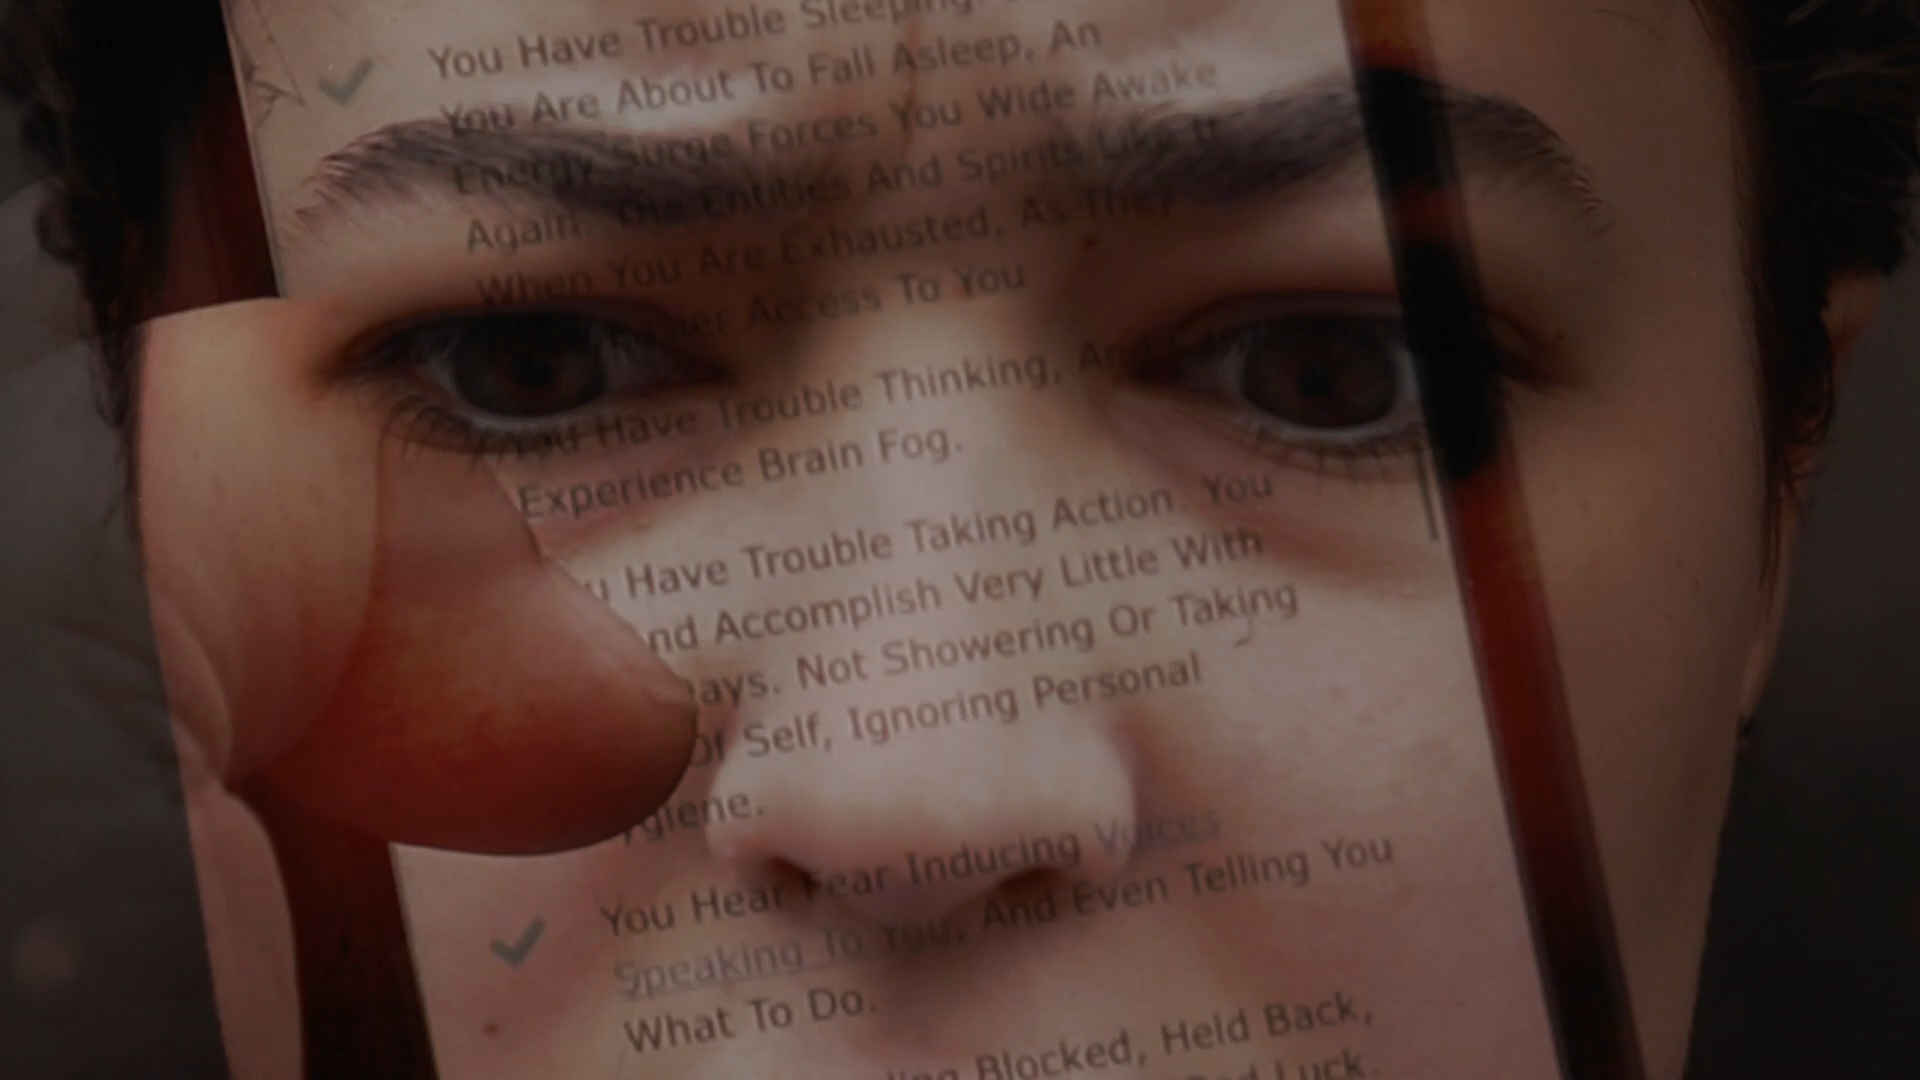 You Have Trouble Sleeping.
You Are About To Fall Asleep, An
Energy Surge Forces You Wide Awake
Again. The Entities And Spirits Like It
When You Are Exhausted, As They
Easier Access To You
You Have Trouble Thinking, And
Experience Brain Fog.
Have Trouble Taking Action. You
Accomplish Very Little With
Not Showering Or Taking
Of Self, Ignoring Personal
You Hear Fear Inducing Voices
Speaking To You, And Even Telling You
What To Do.
Blocked, Held Back,
Luck.